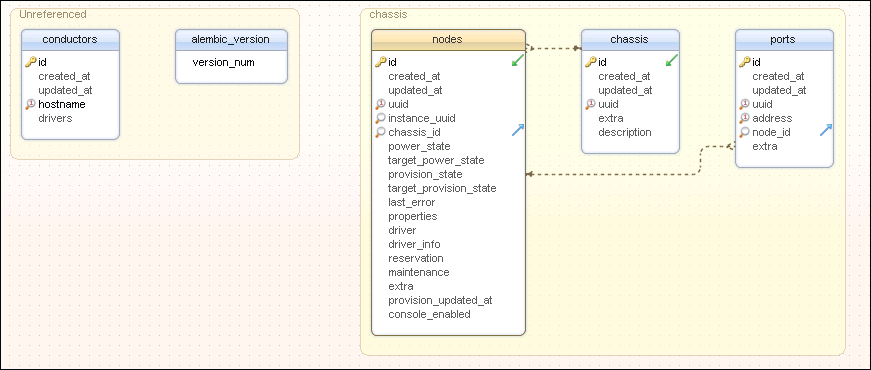 Unreferenced
conductors
id
created_at
updated_at
hostname
drivers
alembic_version
version_num
chassis
nodes
id
created_at
updated_at
uuid
instance_uuid
chassis_id
power_state
target_power_state
provision_state
target_provision_state
last_error
properties
driver
driver_info
reservation
maintenance
extra
provision_updated_at
console_enabled
chassis
id
created_at
updated_at
uuid
extra
description
ports
id
created_at
updated_at
uuid
address
node_id
extra